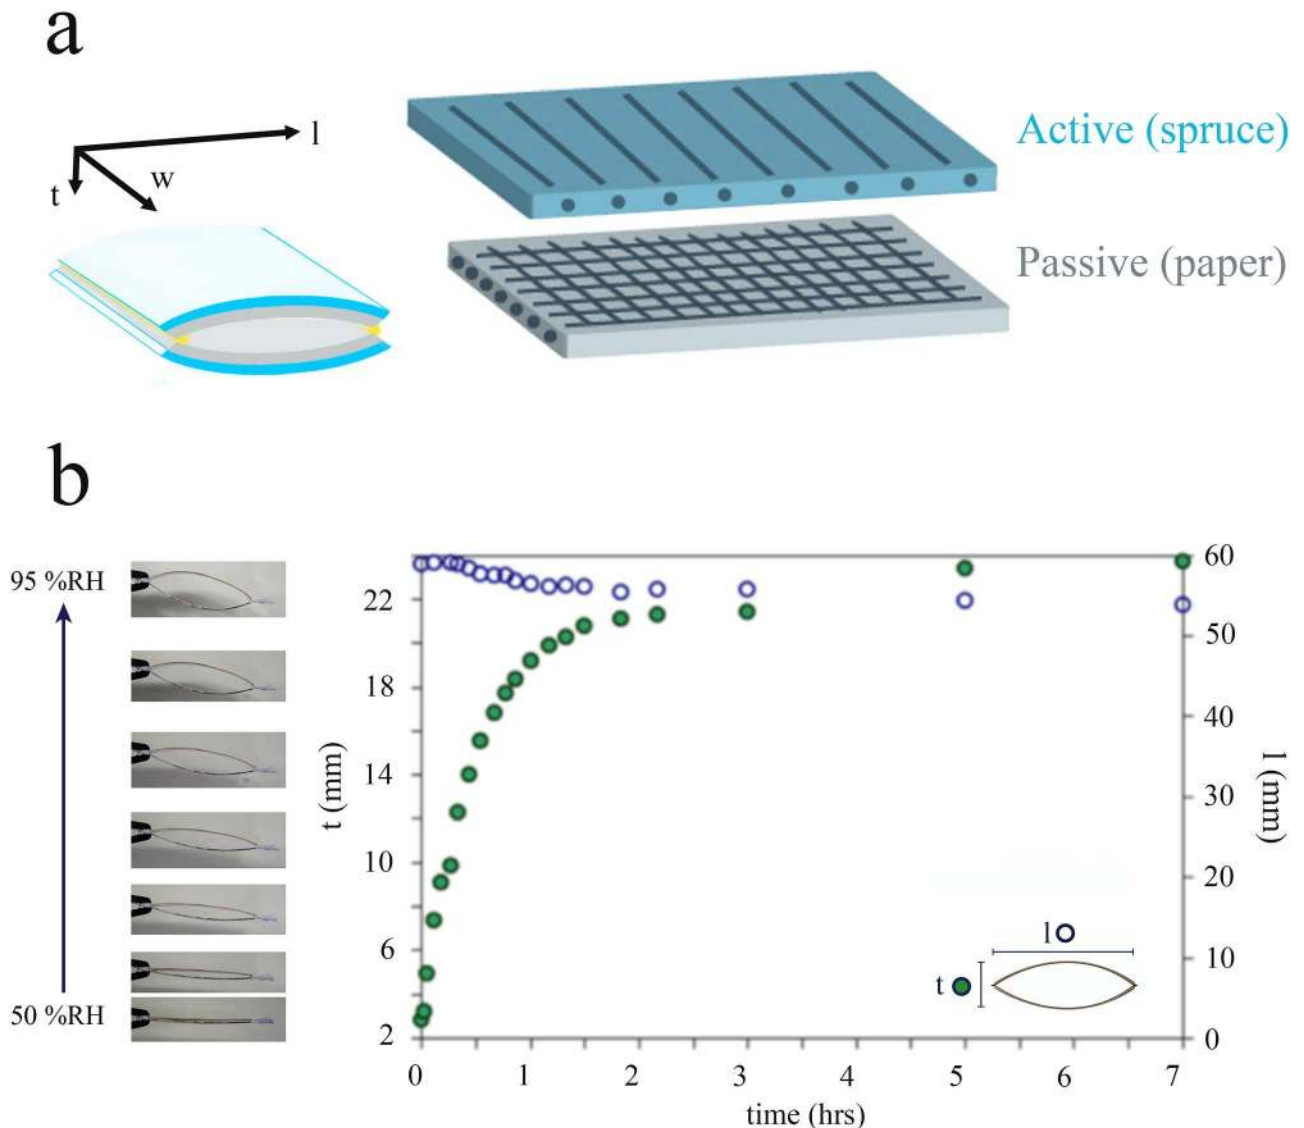 a
l
w
t
Active (spruce)
Passive (paper)
b
95 %RH
50 %RH
t (mm)
22
18
14
10
6
2
60
50
40
30
20
10
0
l (mm)
0 1 2 3 4 5 6 7
time (hrs)
l
t